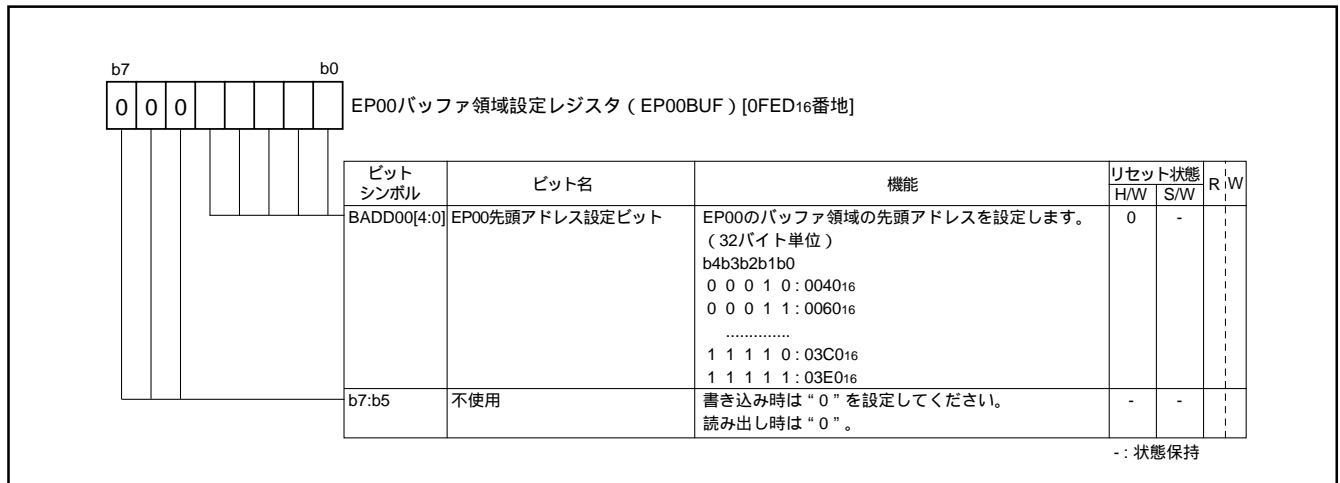 b7 b0
0 0 0
EP00バッファ領域設定レジスタ（EP00BUF）[0FED16番地]
ビット
シンボル
ビット名
機能
リセット状態
H/W S/W
R W
BADD00[4:0] EP00先頭アドレス設定ビット EP00のバッファ領域の先頭アドレスを設定します。 0 -
（32バイト単位）
b4b3b2b1b0
0 0 0 1 0 : 004016
0 0 0 1 1 : 006016
..............
1 1 1 1 0 : 03C016
1 1 1 1 1 : 03E016
b7:b5 不使用 書き込み時は“0”を設定してください。 - -
読み出し時は“0”。
- : 状態保持